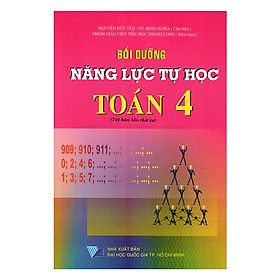 NGUYỄN ĐỨC TẤN - VŨ MINH NGHĨA (Chủ biên)
NHÓM GIÁO VIÊN TIỂU HỌC THĂNG LONG (Biên soạn)
BỒI DƯỠNG
NĂNG LỰC TỰ HỌC
TOÁN 4
(Tái bản lần thứ tư)
909; 910; 911; ...; ...; ...
0; 2; 4; 6; ...; ...; ...
1; 3; 5; 7; ...; ...; ...
NHÀ XUẤT BẢN
ĐẠI HỌC QUỐC GIA TP. HỒ CHÍ MINH